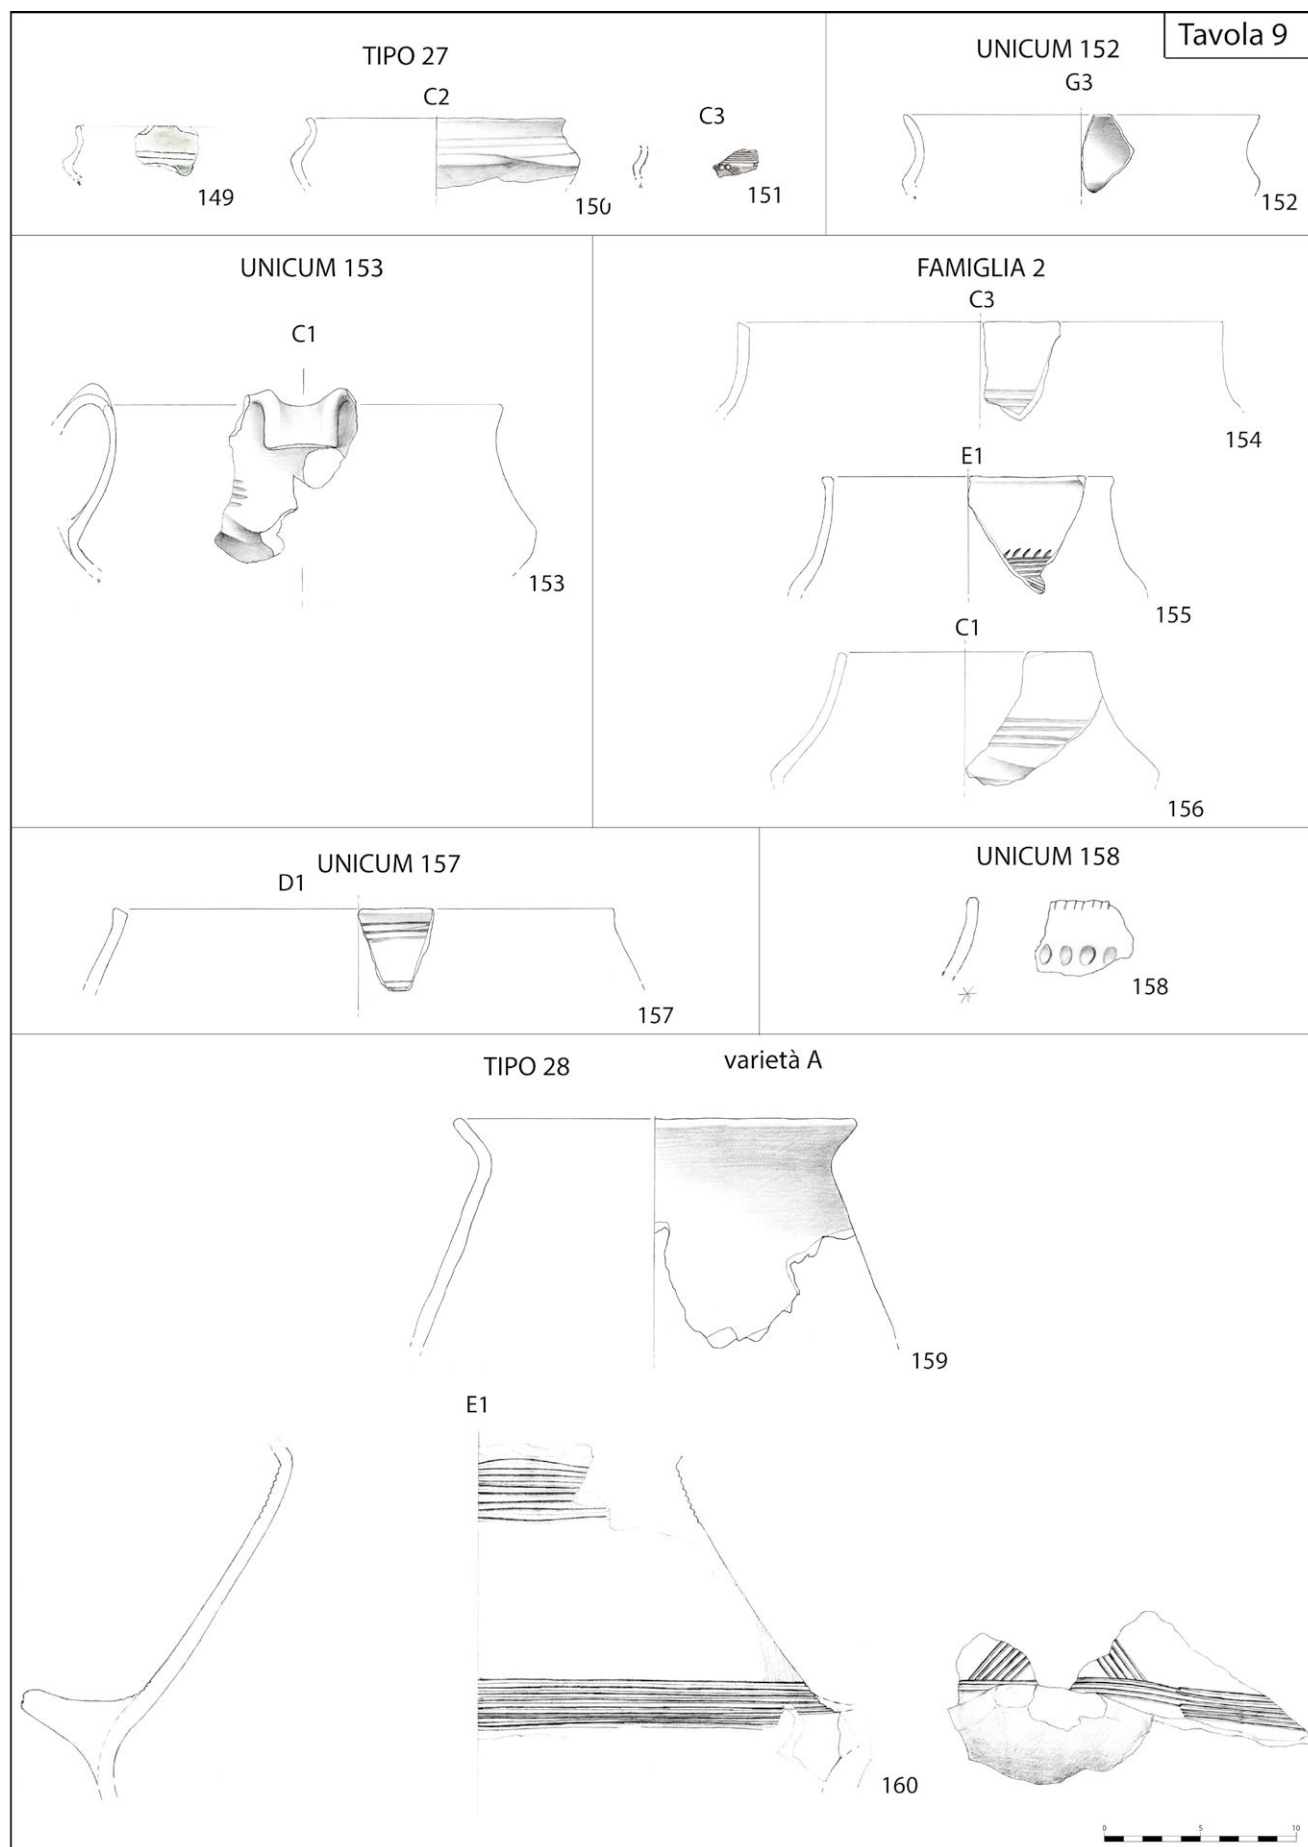 Tavola 9
TIPO 27
C2
C3
149
150
151
UNICUM 152
G3
152
UNICUM 153
C1
153
FAMIGLIA 2
C3
154
E1
155
C1
156
UNICUM 157
D1
157
UNICUM 158
158
TIPO 28
varietà A
159
E1
160
0 5 10